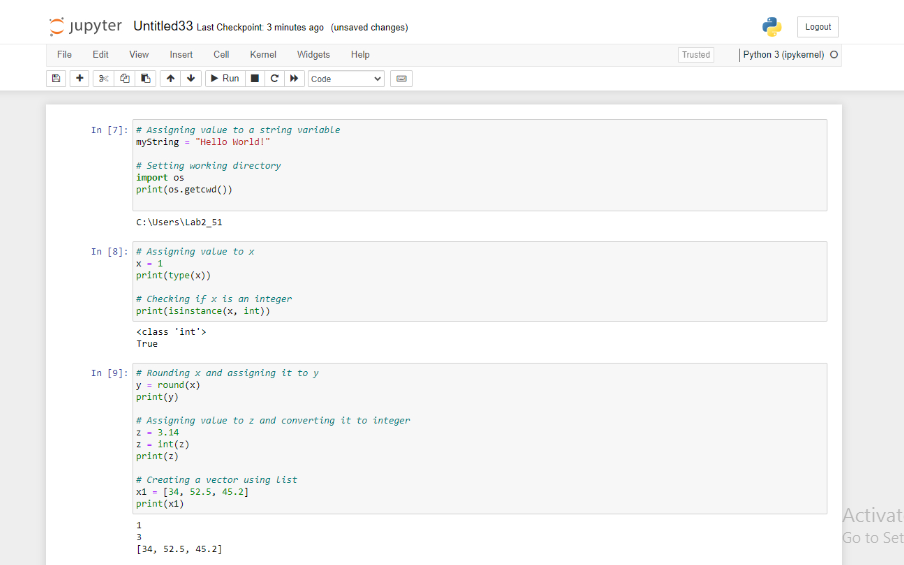 jupyter Untitled33 Last Checkpoint: 3 minutes ago (unsaved changes) Logout
File Edit View Insert Cell Kernel Widgets Help Trusted Python 3 (ipykernel)
Run Code
In [7]: # Assigning value to a string variable
myString = "Hello World!"
# Setting working directory
import os
print(os.getcwd())
C:\Users\Lab2_51
In [8]: # Assigning value to x
x = 1
print(type(x))
# Checking if x is an integer
print(isinstance(x, int))
<class 'int'>
True
In [9]: # Rounding x and assigning it to y
y = round(x)
print(y)
# Assigning value to z and converting it to integer
z = 3.14
z = int(z)
print(z)
# Creating a vector using list
x1 = [34, 52.5, 45.2]
print(x1)
1
3
[34, 52.5, 45.2]
Activat
Go to Set